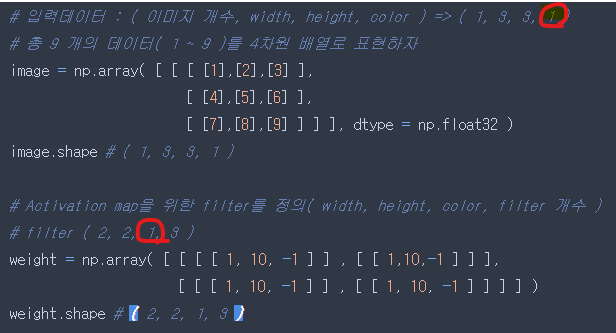 # 입력데이터 : ( 이미지 개수, width, height, color ) => ( 1, 3, 3, 1 )
# 총 9 개의 데이터( 1 ~ 9 )를 4차원 배열로 표현하자
image = np.array( [ [ [ [1],[2],[3] ],
[ [4],[5],[6] ],
[ [7],[8],[9] ] ] ], dtype = np.float32 )
image.shape # ( 1, 3, 3, 1 )
# Activation map을 위한 filter를 정의( width, height, color, filter 개수 )
# filter ( 2, 2, 1, 3 )
weight = np.array( [ [ [ [ 1, 10, -1 ] ] , [ [ 1,10,-1 ] ] ],
[ [ [ 1, 10, -1 ] ] , [ [ 1, 10, -1 ] ] ] ] )
weight.shape # ( 2, 2, 1, 3 )